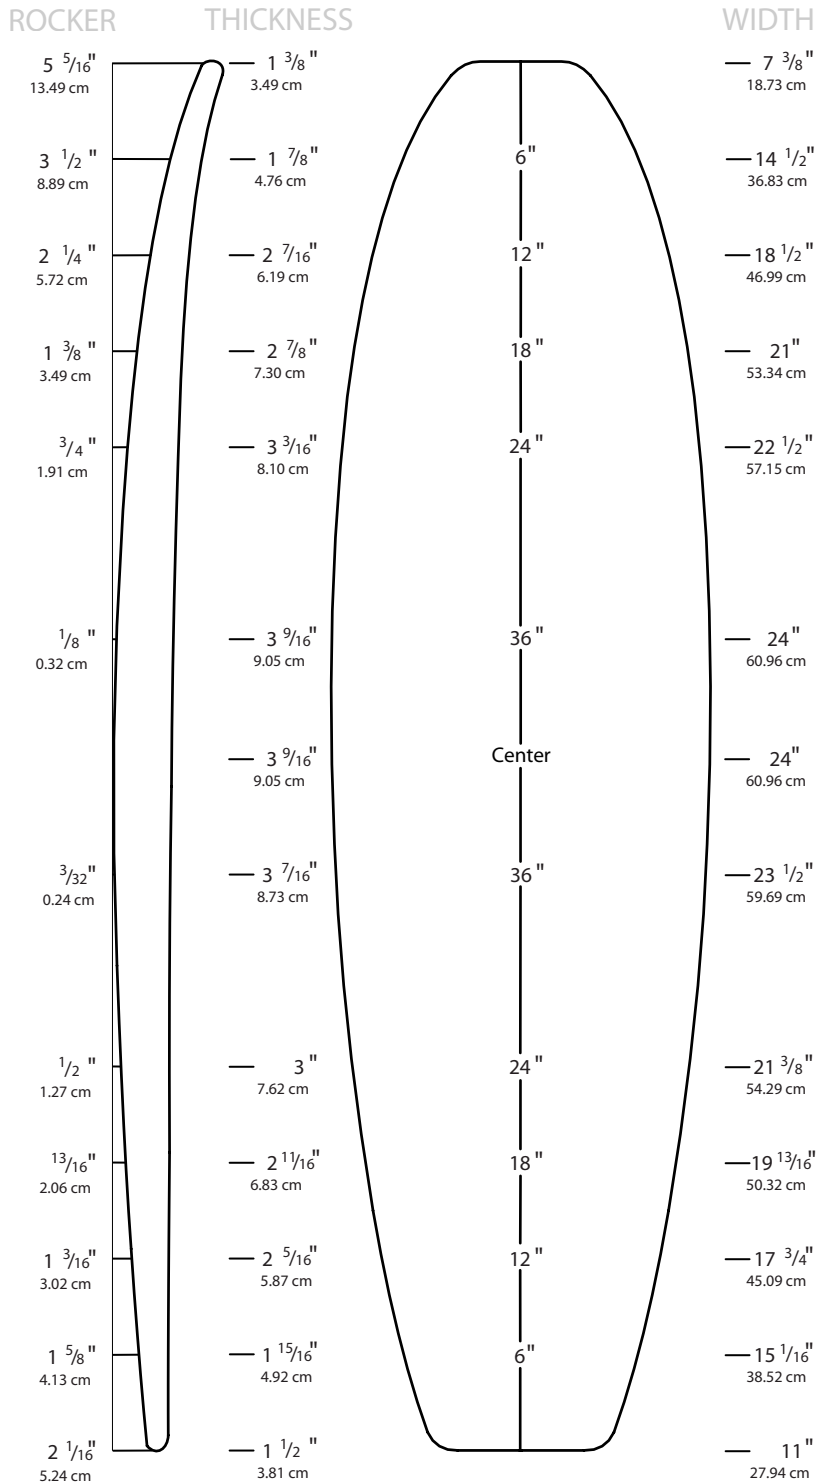 ROCKER THICKNESS WIDTH
5 5/16" 1 3/8" 7 3/8"
13.49 cm 3.49 cm 18.73 cm
3 1/2" 1 7/8" 6" 14 1/2"
8.89 cm 4.76 cm 36.83 cm
2 1/4" 2 7/16" 12" 18 1/2"
5.72 cm 6.19 cm 46.99 cm
1 3/8" 2 7/8" 18" 21"
3.49 cm 7.30 cm 53.34 cm
3/4" 3 3/16" 24" 22 1/2"
1.91 cm 8.10 cm 57.15 cm
1/8" 3 9/16" 36" 24"
0.32 cm 9.05 cm 60.96 cm
3 9/16" Center 24"
9.05 cm 60.96 cm
3/32" 3 7/16" 36" 23 1/2"
0.24 cm 8.73 cm 59.69 cm
1/2" 3" 24" 21 3/8"
1.27 cm 7.62 cm 54.29 cm
13/16" 2 11/16" 18" 19 13/16"
2.06 cm 6.83 cm 50.32 cm
1 3/16" 2 5/16" 12" 17 3/4"
3.02 cm 5.87 cm 45.09 cm
1 5/8" 1 15/16" 6" 15 1/16"
4.13 cm 4.92 cm 38.52 cm
2 1/16" 1 1/2" 11"
5.24 cm 3.81 cm 27.94 cm